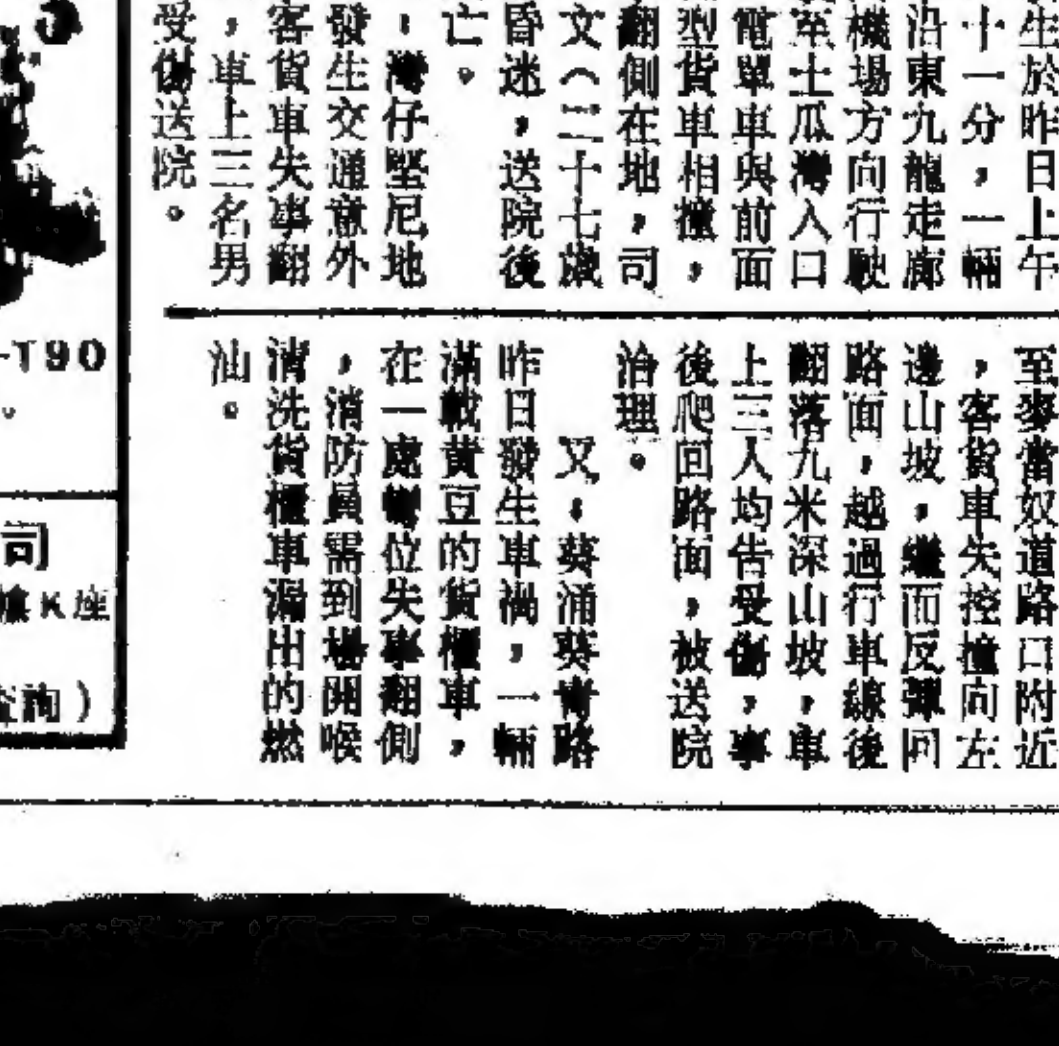 生於昨日上午
十一分，一輛
沿東九龍走廊
機場方向行駛
至土瓜灣入口
電單車與前面
型貨車相撞，
翻側在地，司
文（二十七歲
昏迷，送院後
亡。
，灣仔堅尼地
發生交通意外
客貨車失事翻
，車上三名男
受傷送院。
至麥當奴道路口附近
，客貨車失控撞向左
邊山坡，繼而反彈回
路面，越過行車線後
翻落九米深山坡，車
上三人均告受傷，事
後爬回路面，被送院
治理。
又，葵涌葵青路
昨日發生車禍，一輛
滿載黃豆的貨櫃車，
在一處彎位失事翻側
，消防員需到場開喉
清洗貨櫃車漏出的燃
油。
-T90
司
K座
查詢）